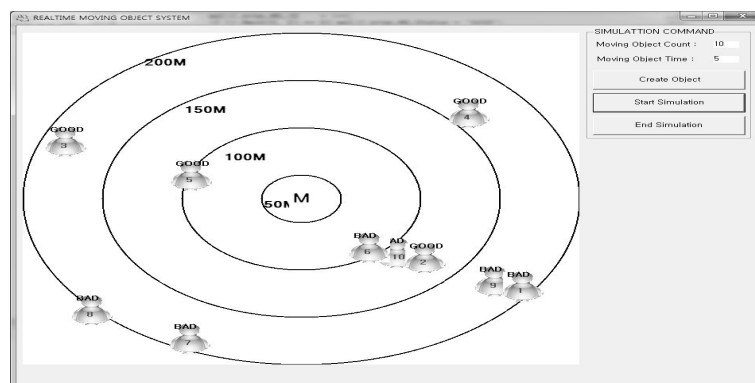 REALTIME MOVING OBJECT SYSTEM
SIMULATTION COMMAND
Moving Object Count : 10
Moving Object Time : 5
Create Object
Start Simulation
End Simulation
200M
150M
100M
50M
M
GOOD
3
GOOD
4
GOOD
5
BAD
6
AD
10
GOOD
2
BAD
9
BAD
1
BAD
8
BAD
7